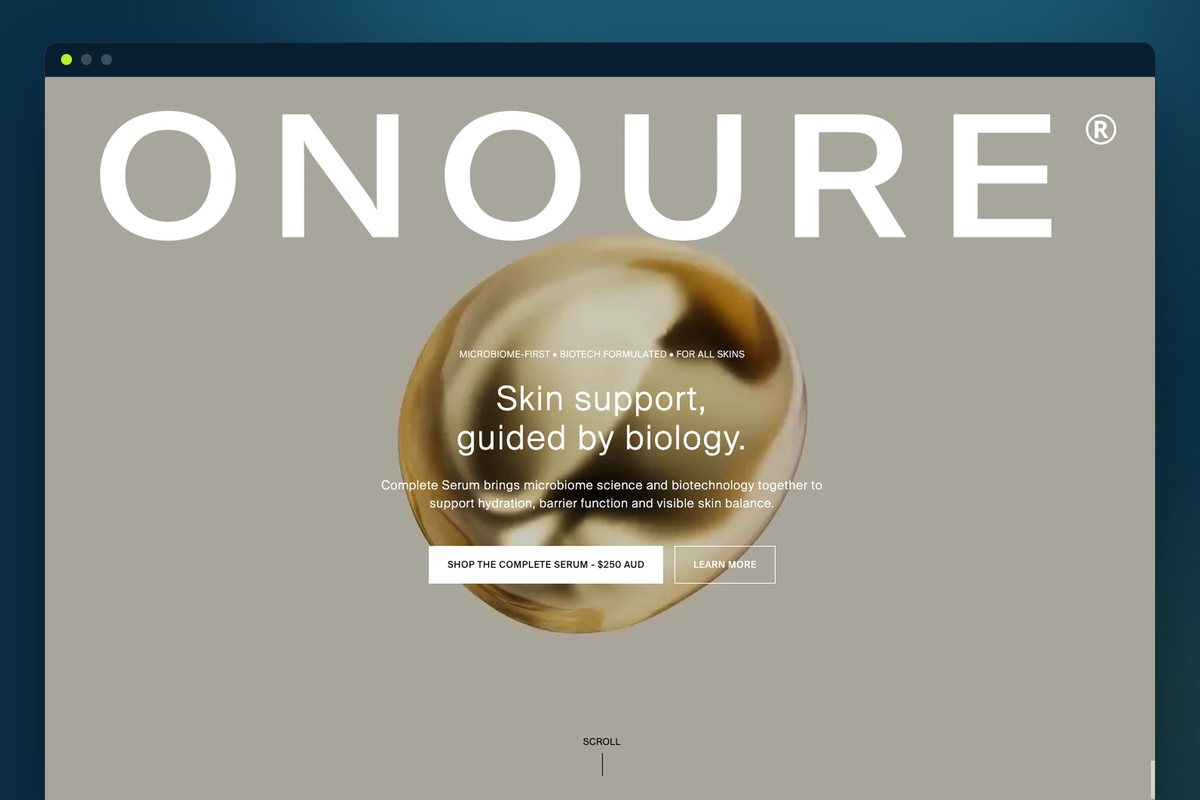 ONOURE®
MICROBIOME-FIRST • BIOTECH FORMULATED • FOR ALL SKINS
Skin support,
guided by biology.
Complete Serum brings microbiome science and biotechnology together to
support hydration, barrier function and visible skin balance.
SHOP THE COMPLETE SERUM - $250 AUD
LEARN MORE
SCROLL